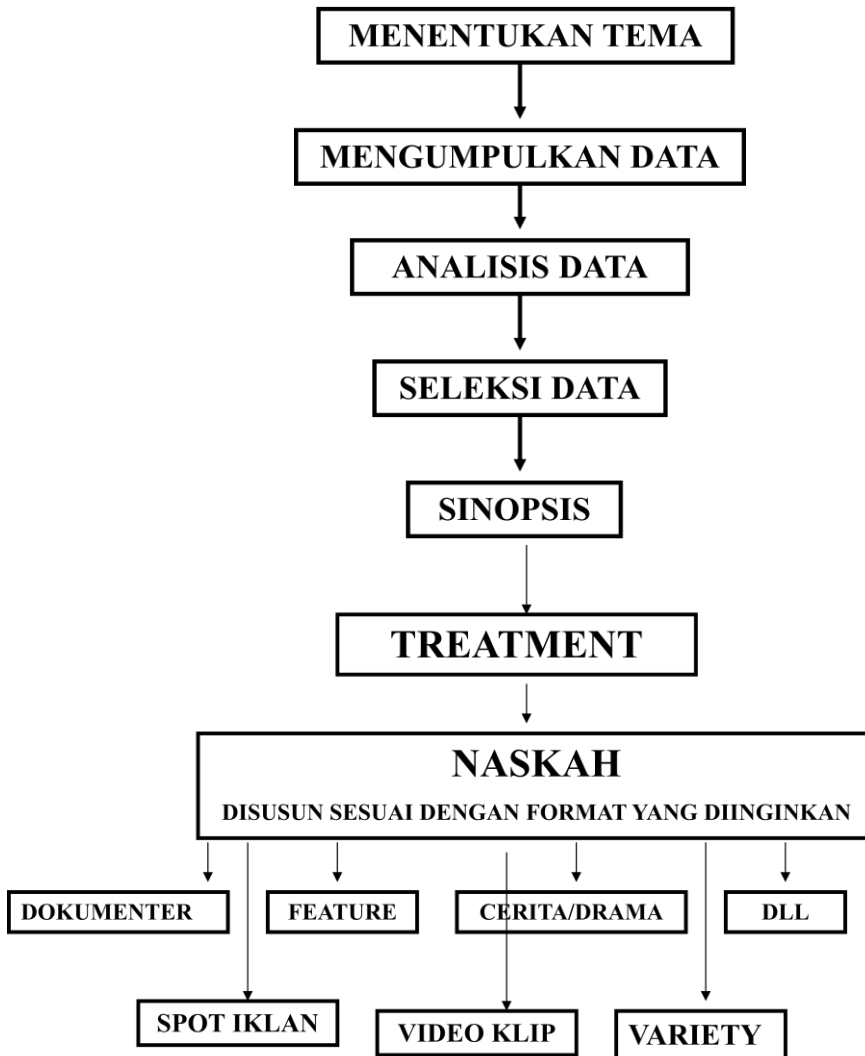 MENENTUKAN TEMA
MENGUMPULKAN DATA
ANALISIS DATA
SELEKSI DATA
SINOPSIS
TREATMENT
NASKAH
DISUSUN SESUAI DENGAN FORMAT YANG DIINGINKAN
DOKUMENTER
FEATURE
CERITA/DRAMA
DLL
SPOT IKLAN
VIDEO KLIP
VARIETY